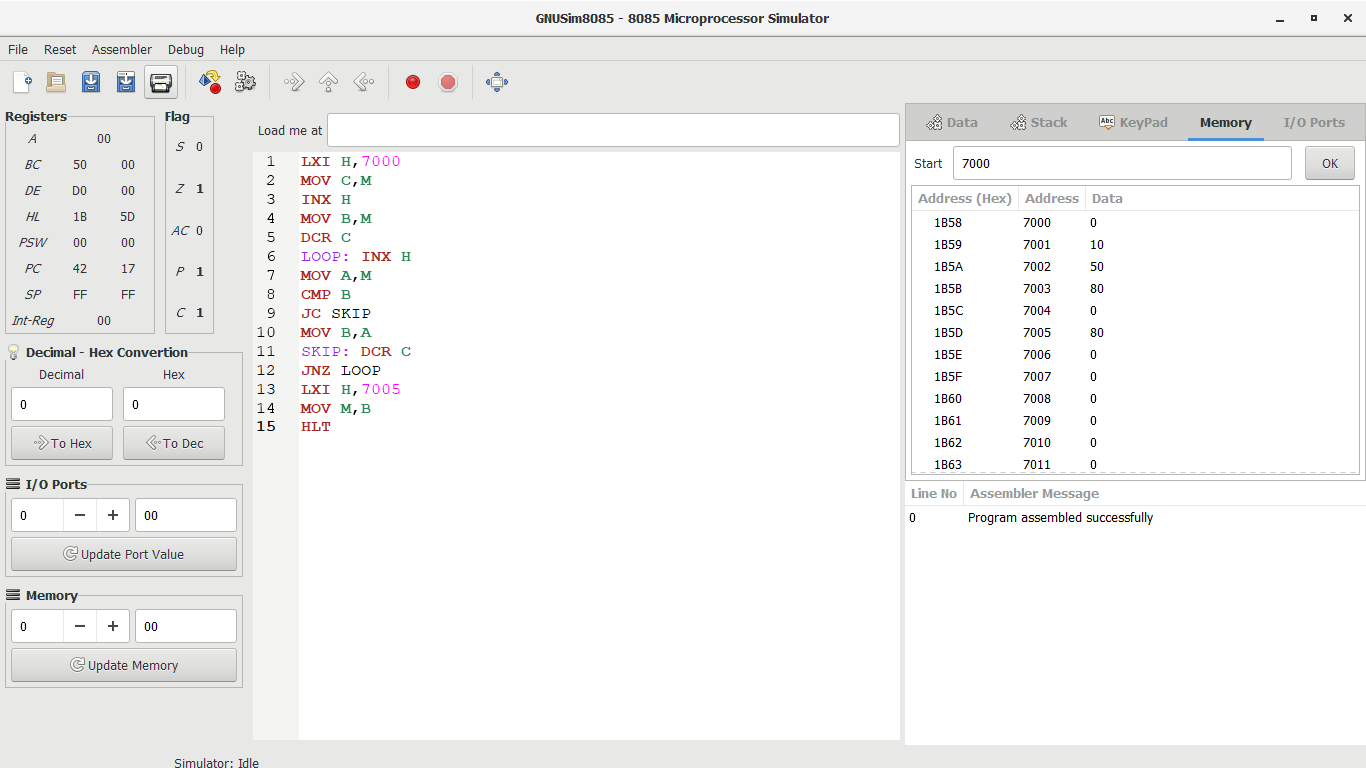 GNUSim8085 - 8085 Microprocessor Simulator
File Reset Assembler Debug Help
Registers
A 00
BC 50 00
DE D0 00
HL 1B 5D
PSW 00 00
PC 42 17
SP FF FF
Int-Reg 00
Flag
S 0
Z 1
AC 0
P 1
C 1
Decimal - Hex Convertion
Decimal Hex
0 0
To Hex To Dec
I/O Ports
0 − + 00
Update Port Value
Memory
0 − + 00
Update Memory
Load me at
1 LXI H,7000
2 MOV C,M
3 INX H
4 MOV B,M
5 DCR C
6 LOOP: INX H
7 MOV A,M
8 CMP B
9 JC SKIP
10 MOV B,A
11 SKIP: DCR C
12 JNZ LOOP
13 LXI H,7005
14 MOV M,B
15 HLT
Data Stack Abc KeyPad Memory I/O Ports
Start 7000 OK
Address (Hex) Address Data
1B58 7000 0
1B59 7001 10
1B5A 7002 50
1B5B 7003 80
1B5C 7004 0
1B5D 7005 80
1B5E 7006 0
1B5F 7007 0
1B60 7008 0
1B61 7009 0
1B62 7010 0
1B63 7011 0
Line No Assembler Message
0 Program assembled successfully
Simulator: Idle